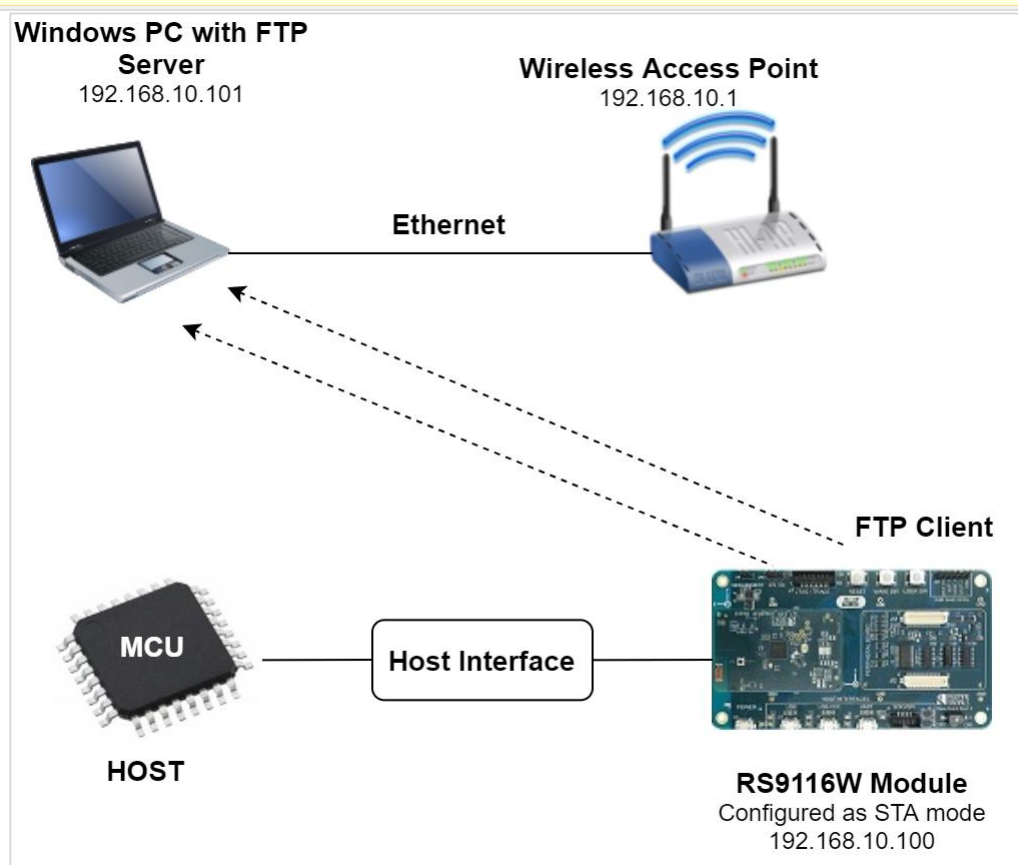 Windows PC with FTP
Server
192.168.10.101
Wireless Access Point
192.168.10.1
Ethernet
FTP Client
MCU
Host Interface
HOST
RS9116W Module
Configured as STA mode
192.168.10.100